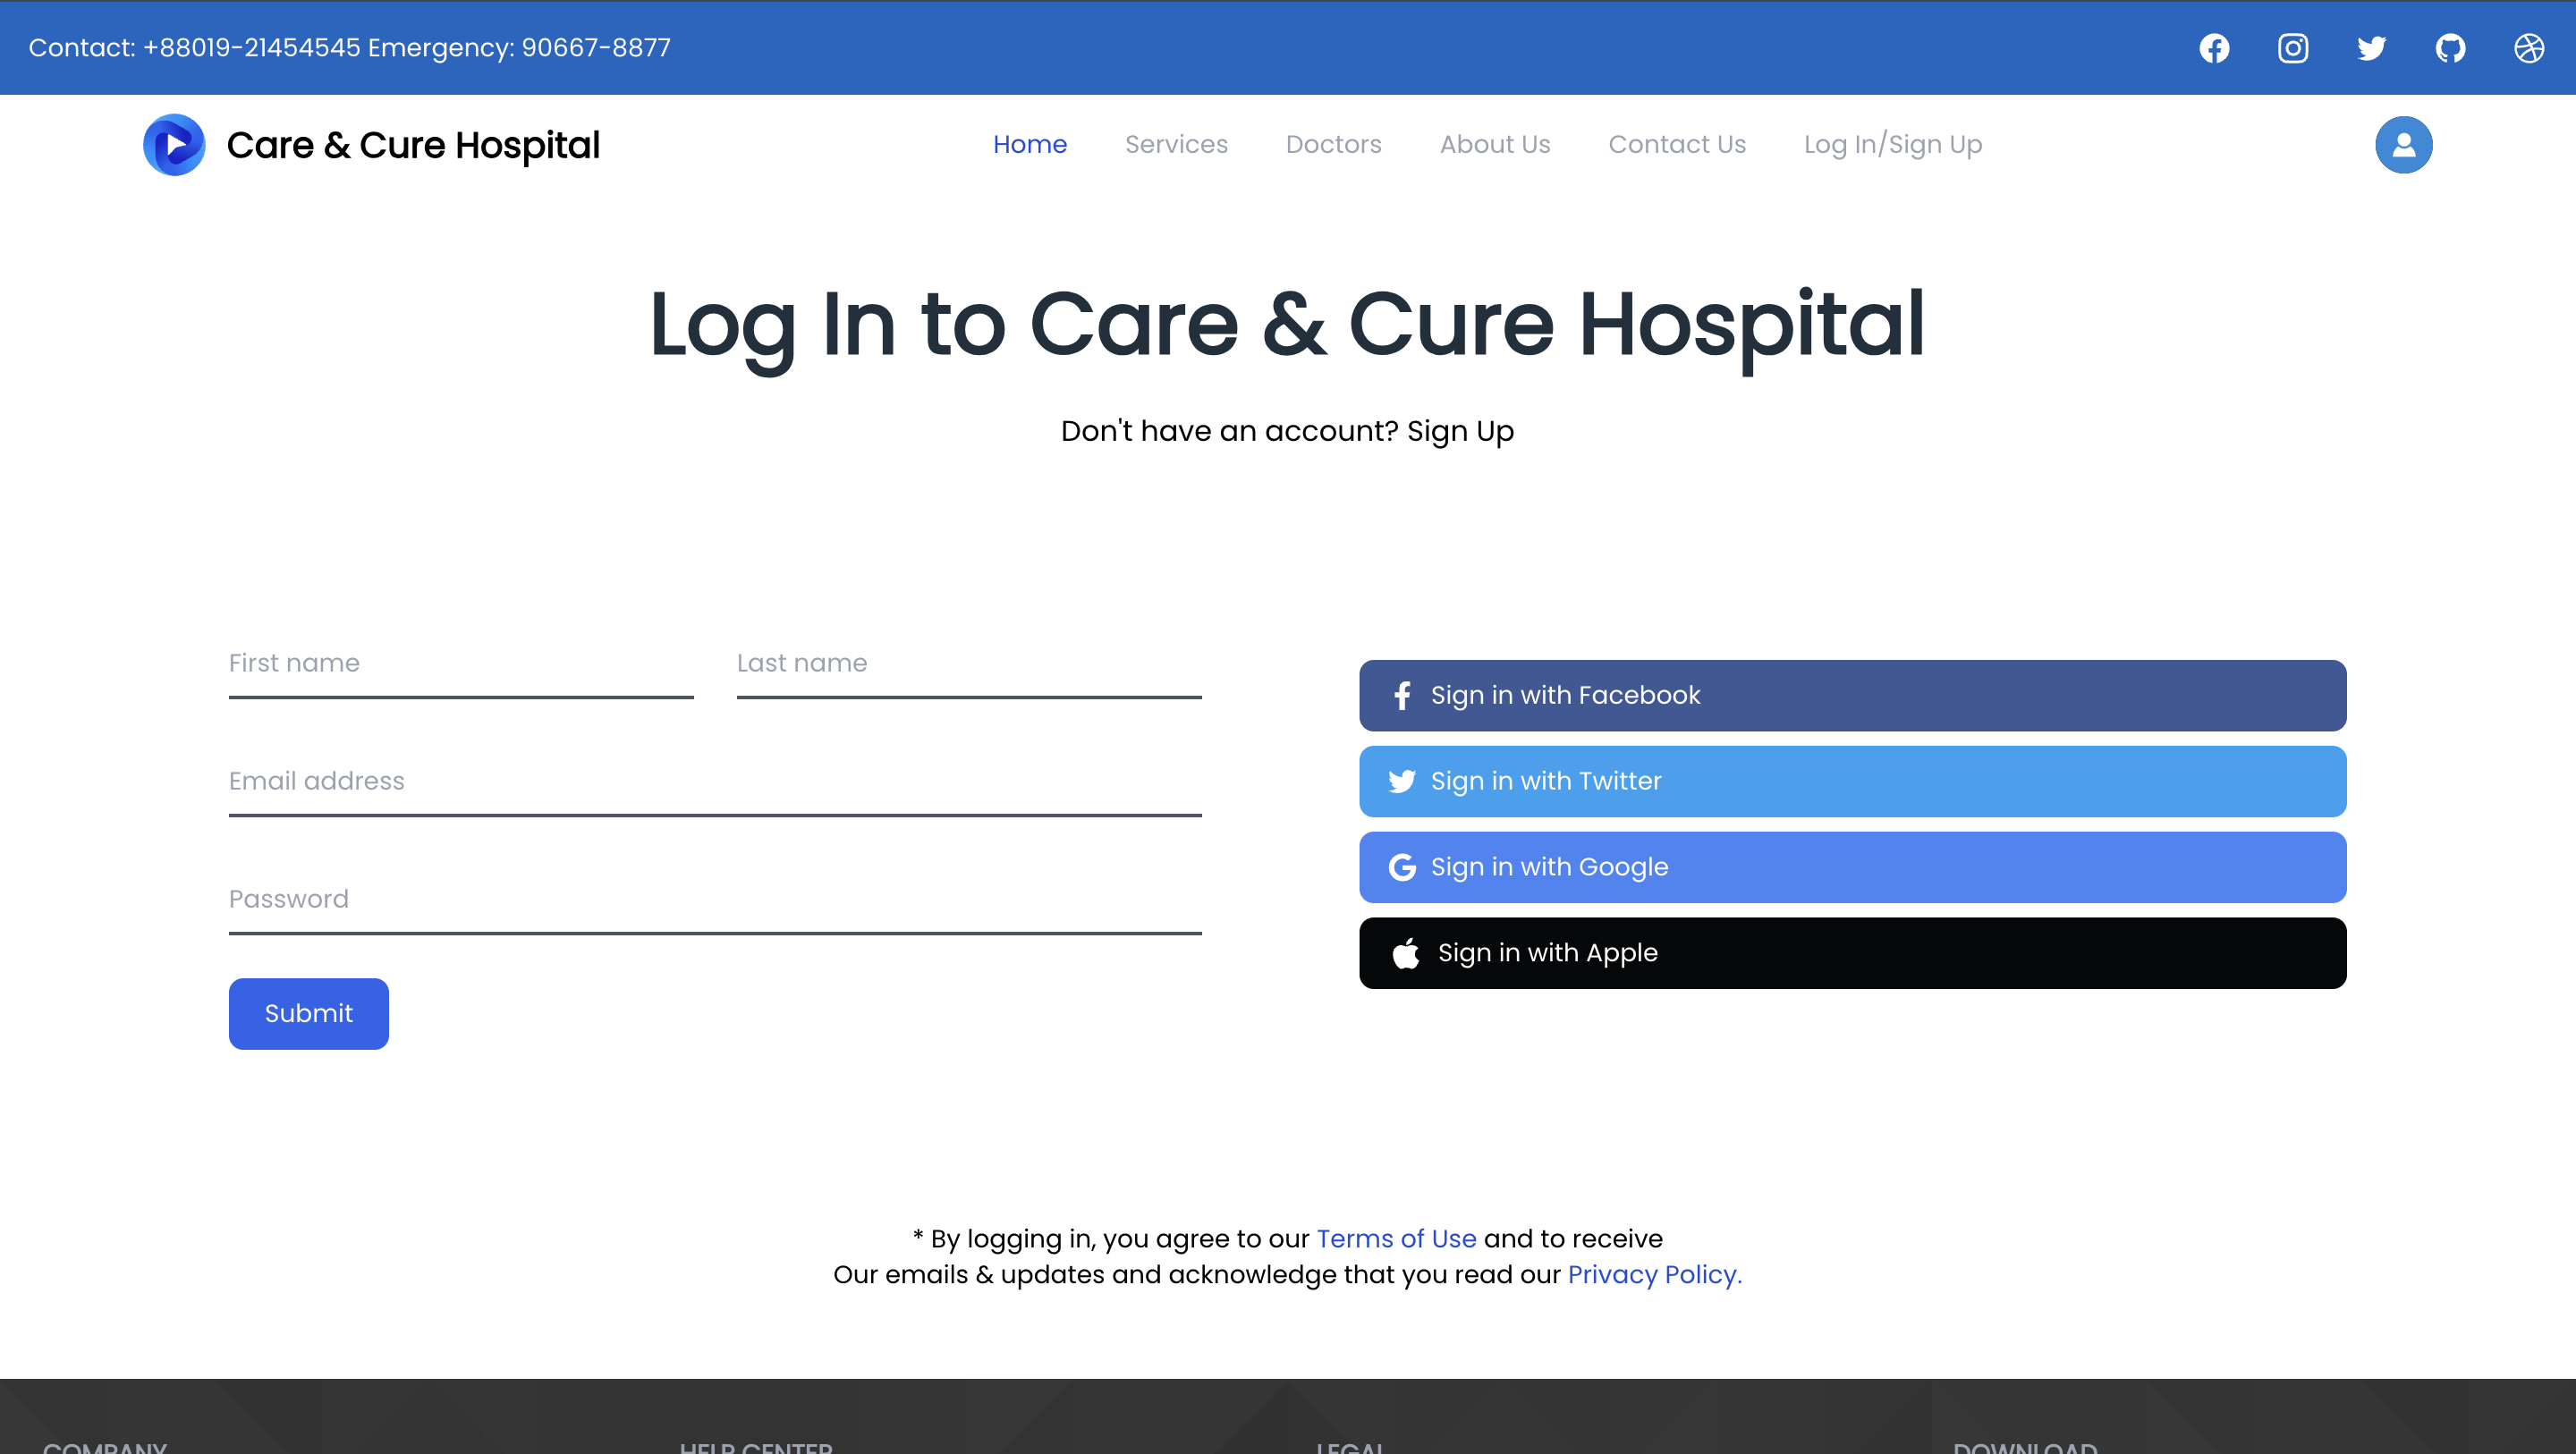 Contact: +88019-21454545 Emergency: 90667-8877
Care & Cure Hospital
Home Services Doctors About Us Contact Us Log In/Sign Up
Log In to Care & Cure Hospital
Don't have an account? Sign Up
First name Last name
Email address
Password
Submit
Sign in with Facebook
Sign in with Twitter
Sign in with Google
Sign in with Apple
* By logging in, you agree to our Terms of Use and to receive
Our emails & updates and acknowledge that you read our Privacy Policy.
COMPANY HELP CENTER LEGAL DOWNLOAD